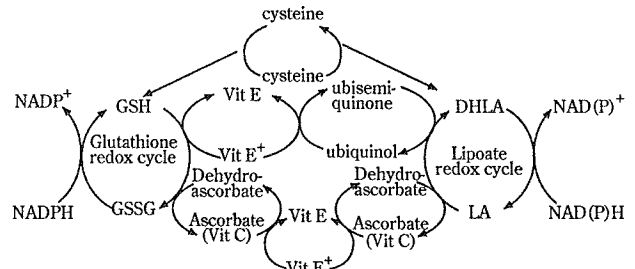 cysteine
cysteine
NADP+
GSH
Vit E
ubisemi-
quinone
DHLA
NAD(P)+
Glutathione
redox cycle
Vit E+
ubiquinol
Lipoate
redox cycle
Dehydro-
ascorbate
Dehydro-
ascorbate
NADPH
GSSG
Ascorbate
(Vit C)
Vit E
Ascorbate
(Vit C)
LA
NAD(P)H
Vit E+